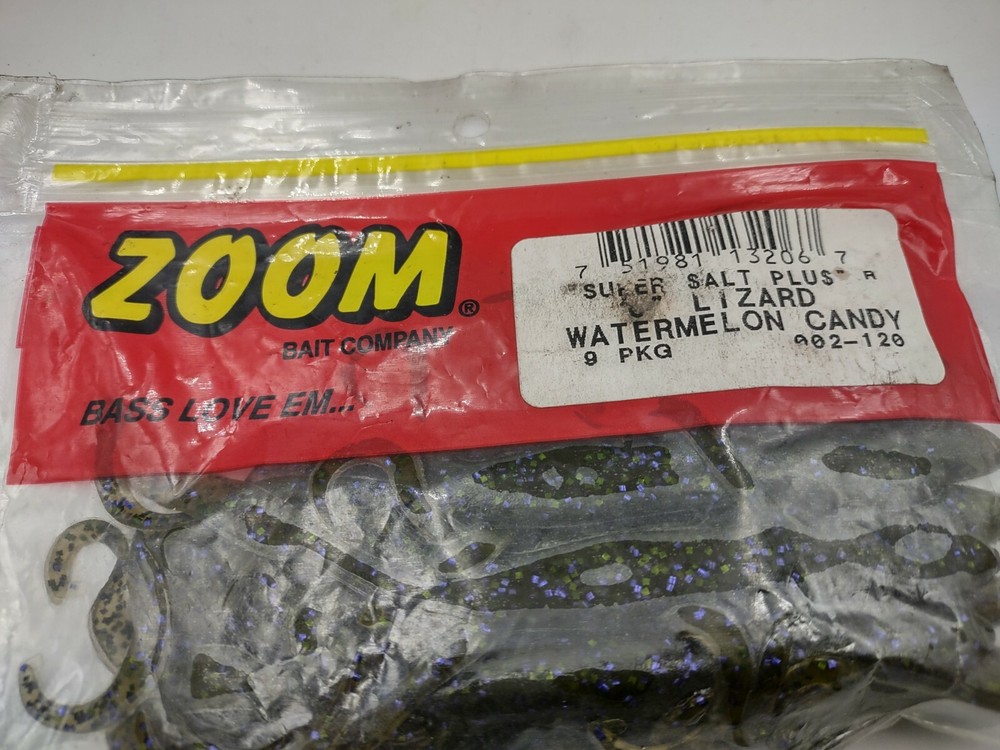 ZOOM®
BAIT COMPANY
BASS LOVE EM...
7 51981 13206 7
"SUPER SALT PLUS" R
LIZARD
WATERMELON CANDY
9 PKG 002-120